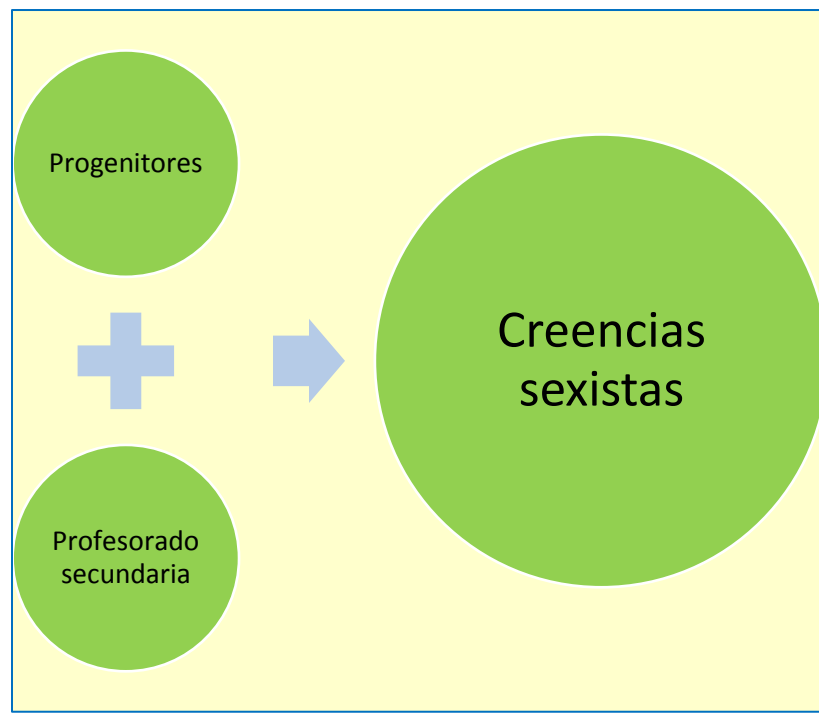 Progenitores
Profesorado
secundaria
Creencias
sexistas